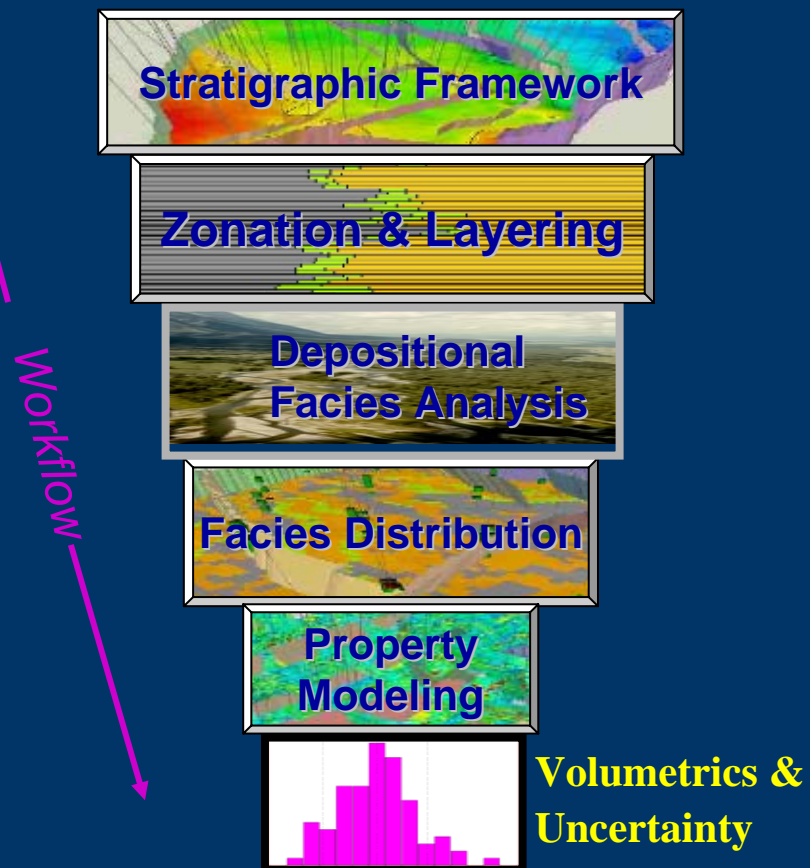 Stratigraphic Framework
Zonation & Layering
Depositional
Facies Analysis
Workflow
Facies Distribution
Property
Modeling
Volumetrics &
Uncertainty